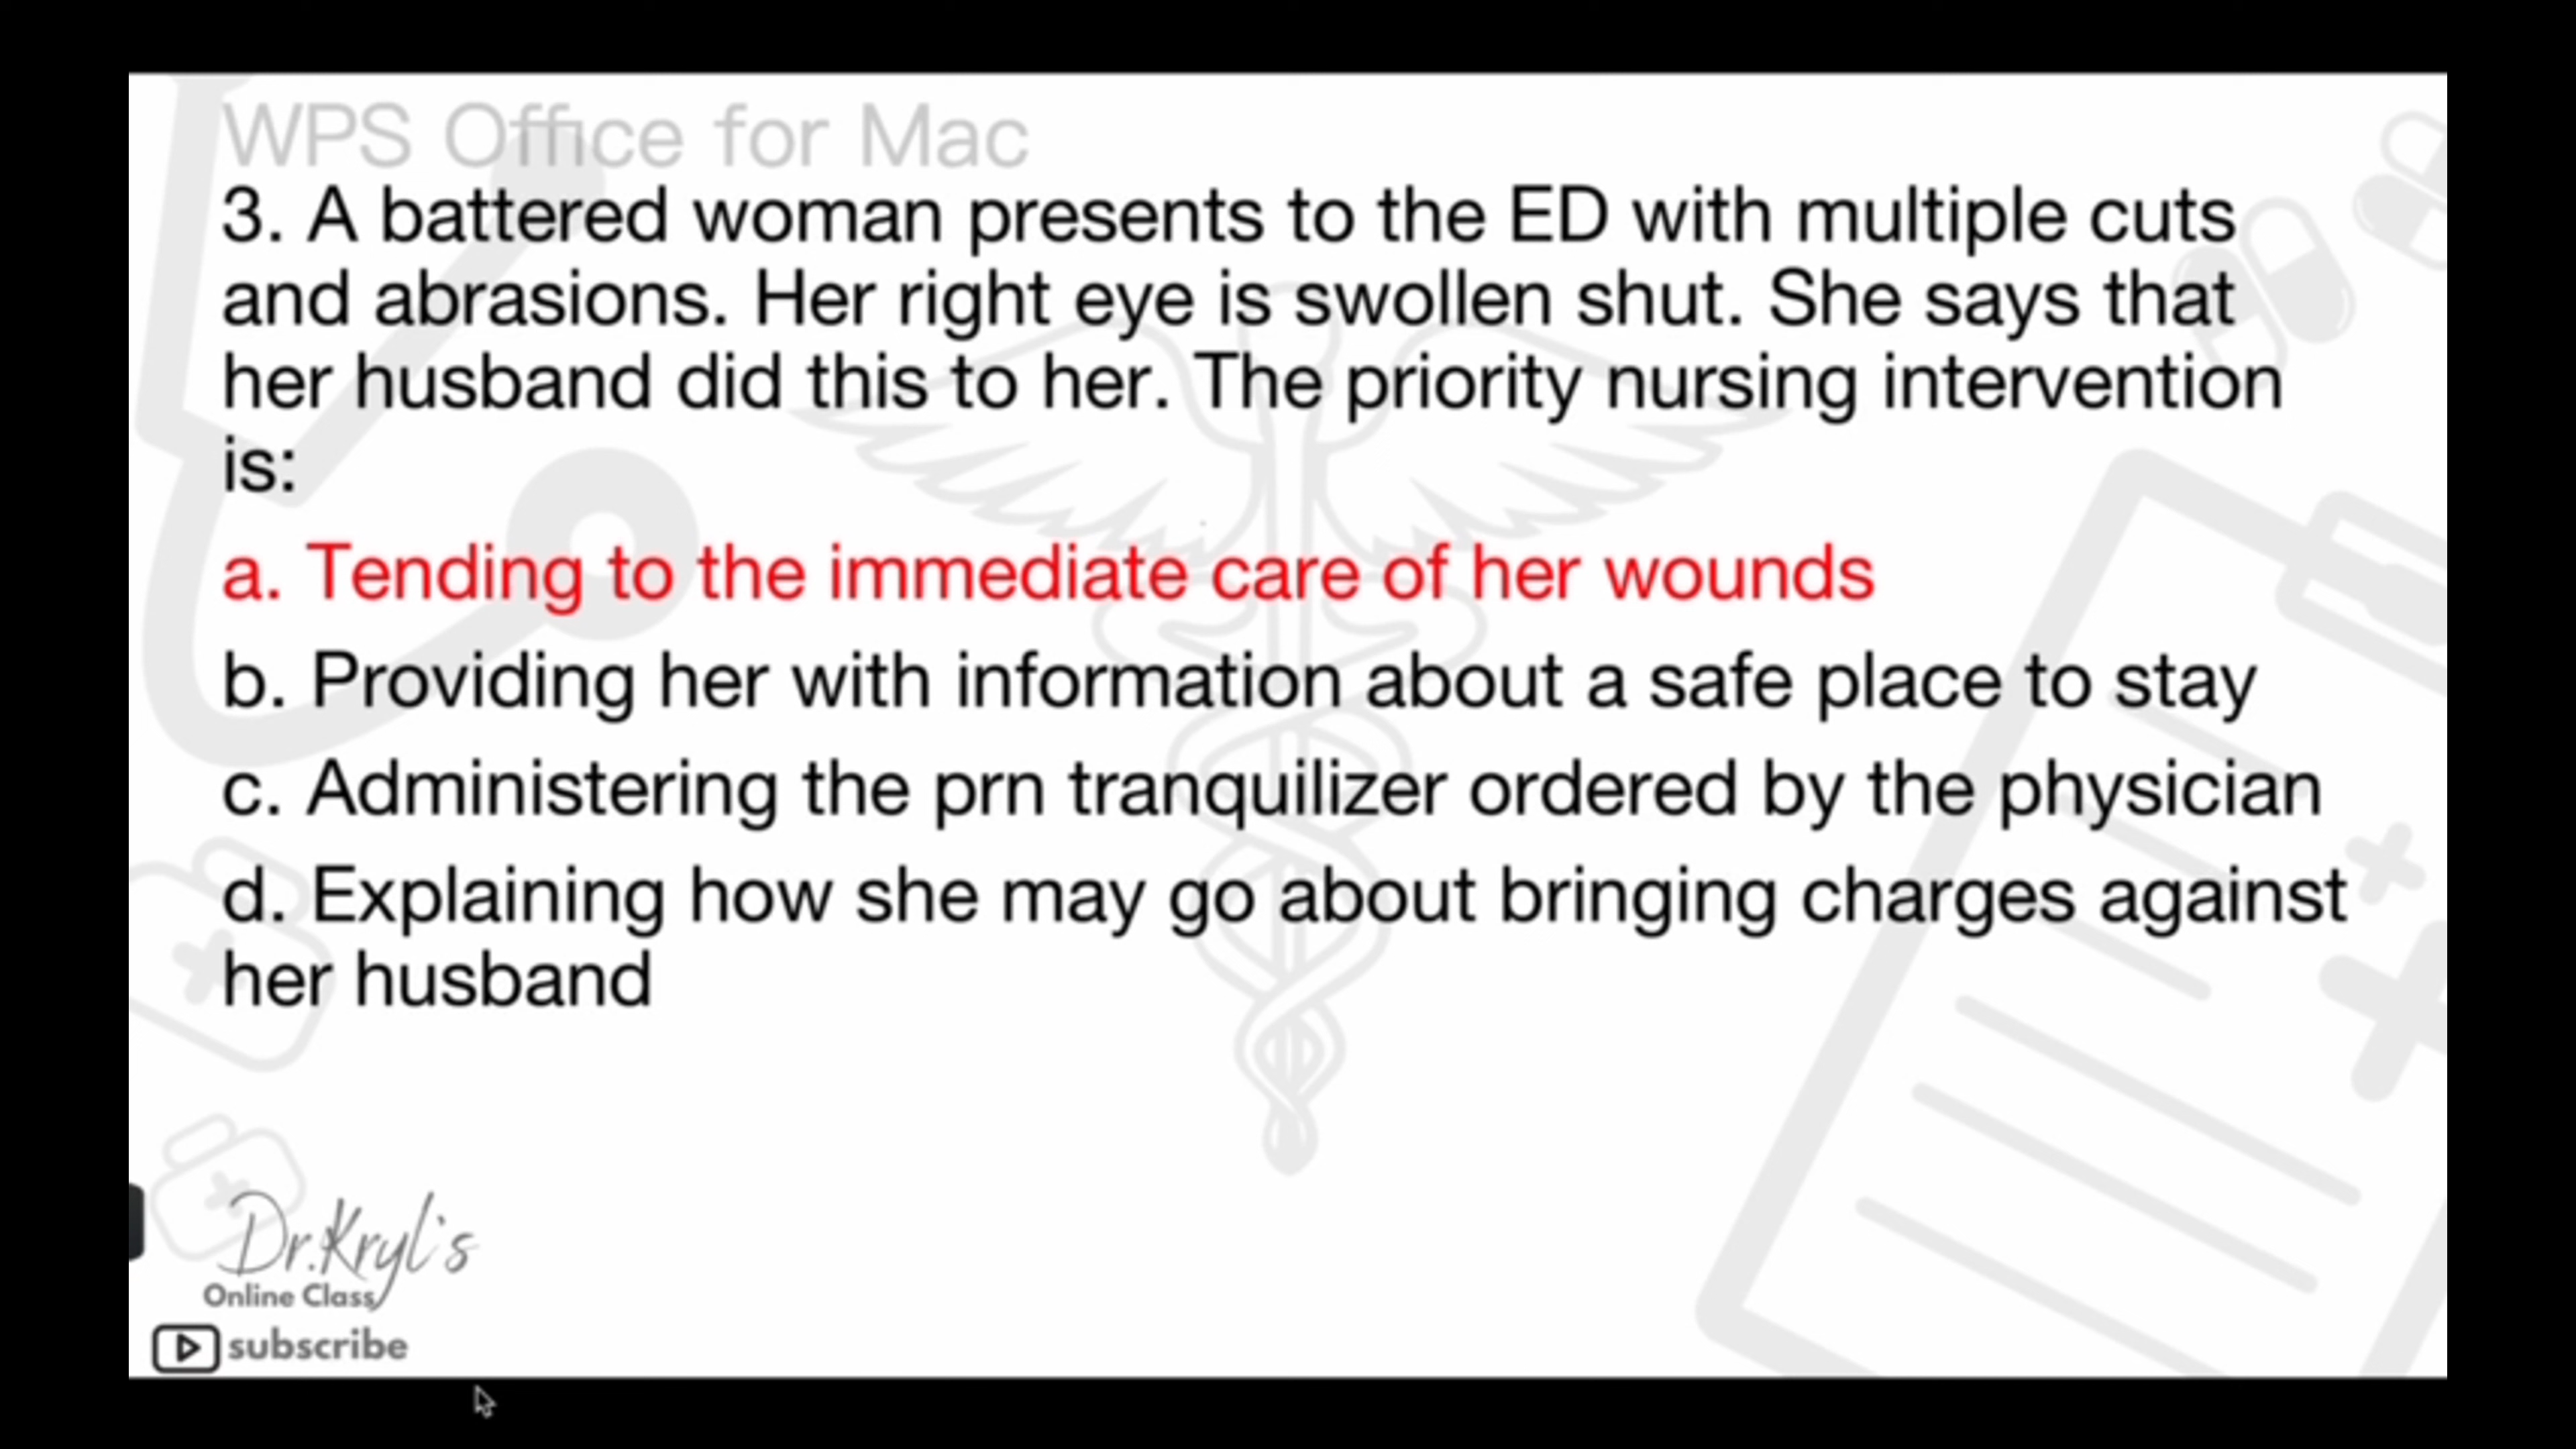 WPS Office for Mac
3. A battered woman presents to the ED with multiple cuts
and abrasions. Her right eye is swollen shut. She says that
her husband did this to her. The priority nursing intervention
is:
a. Tending to the immediate care of her wounds
b. Providing her with information about a safe place to stay
c. Administering the prn tranquilizer ordered by the physician
d. Explaining how she may go about bringing charges against
her husband
Dr.Kryl's
Online Class
subscribe